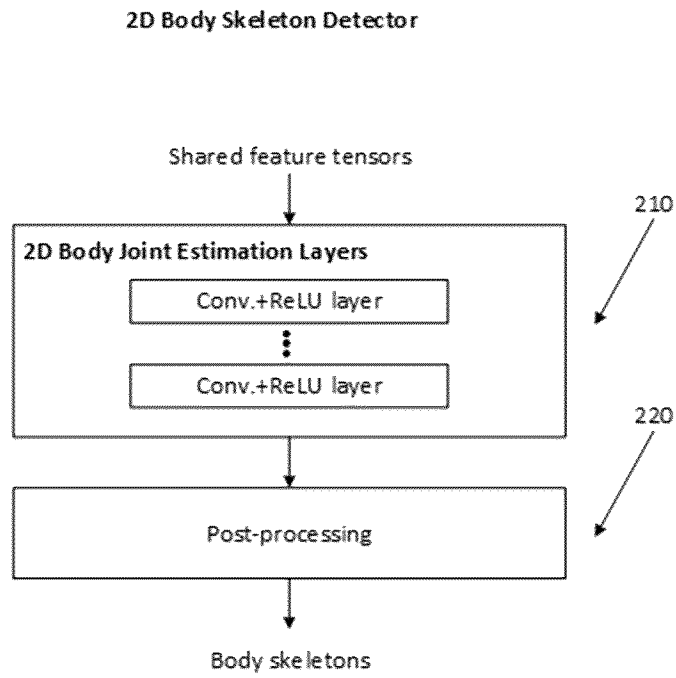 2D Body Skeleton Detector
Shared feature tensors
210
2D Body Joint Estimation Layers
Conv.+ReLU layer
Conv.+ReLU layer
220
Post-processing
Body skeletons